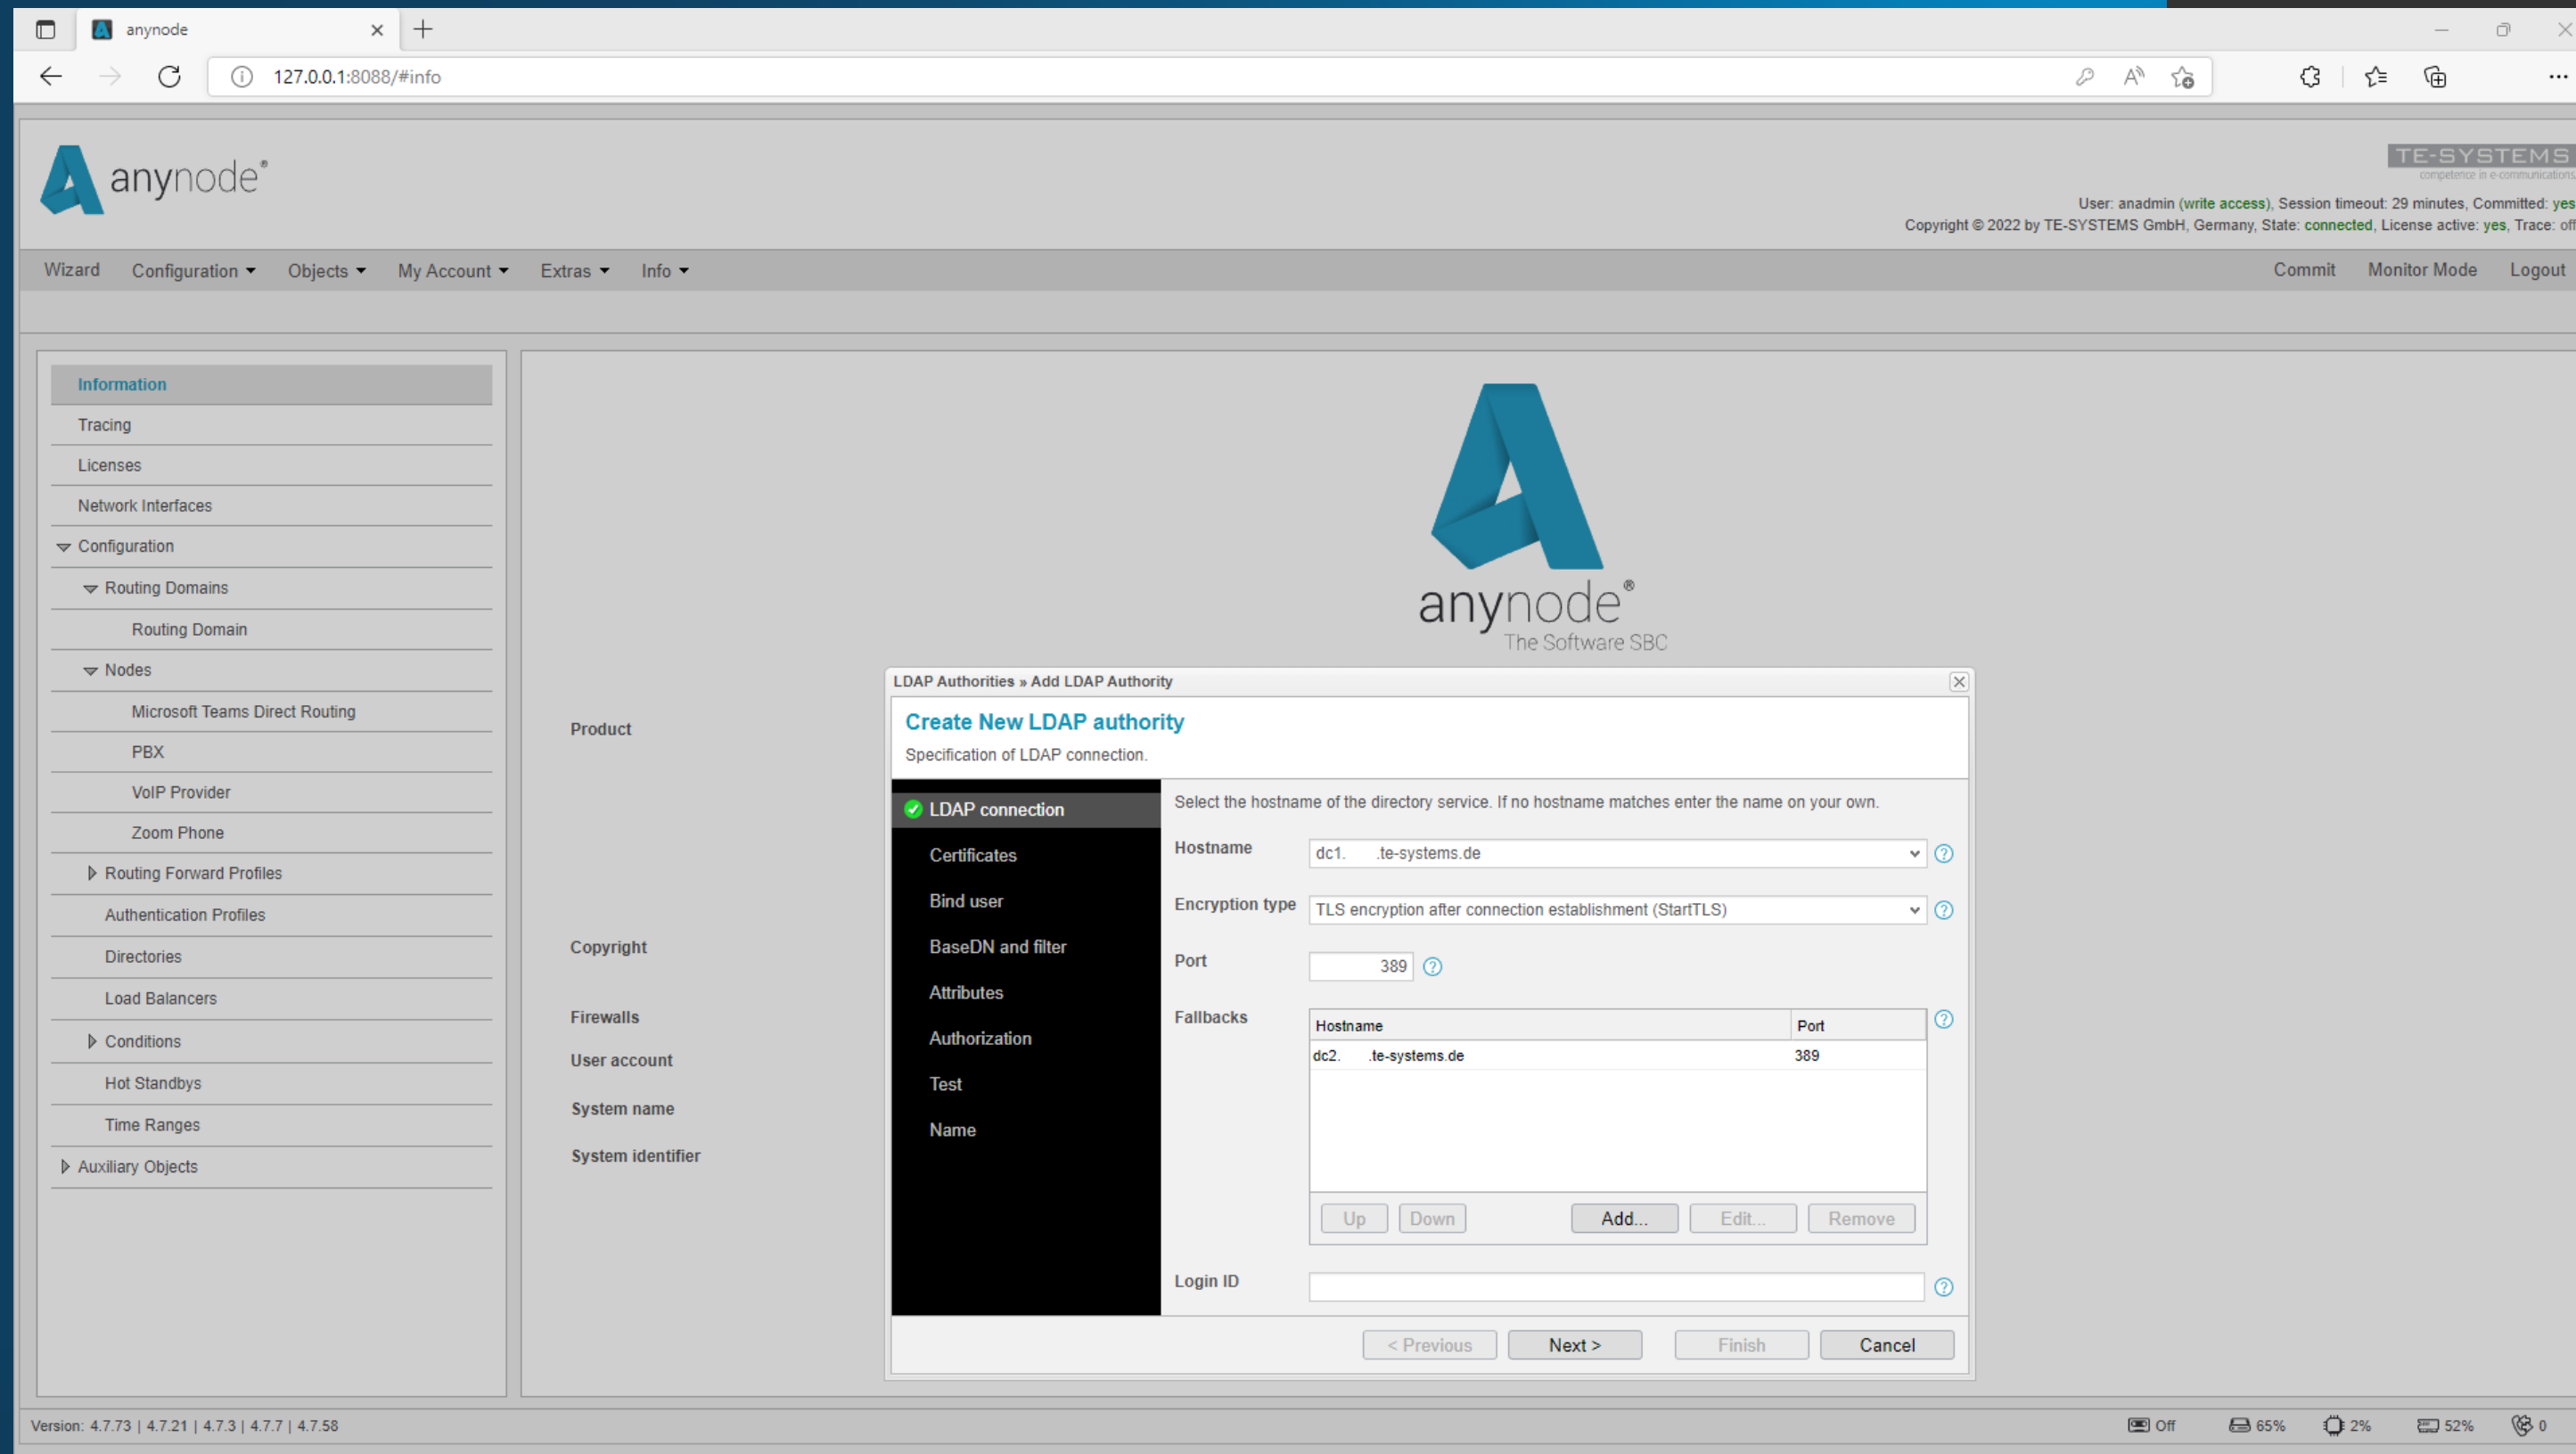 anynode
127.0.0.1:8088/#info
anynode®
TE-SYSTEMS
competence in e-communications.
User: anadmin (write access), Session timeout: 29 minutes, Committed: yes
Copyright © 2022 by TE-SYSTEMS GmbH, Germany, State: connected, License active: yes, Trace: off
Wizard Configuration Objects My Account Extras Info Commit Monitor Mode Logout
Information
Tracing
Licenses
Network Interfaces
Configuration
Routing Domains
Routing Domain
Nodes
Microsoft Teams Direct Routing
PBX
VoIP Provider
Zoom Phone
Routing Forward Profiles
Authentication Profiles
Directories
Load Balancers
Conditions
Hot Standbys
Time Ranges
Auxiliary Objects
anynode®
The Software SBC
Product
Copyright
Firewalls
User account
System name
System identifier
LDAP Authorities » Add LDAP Authority
Create New LDAP authority
Specification of LDAP connection.
LDAP connection
Certificates
Bind user
BaseDN and filter
Attributes
Authorization
Test
Name
Select the hostname of the directory service. If no hostname matches enter the name on your own.
Hostname dc1. .te-systems.de
Encryption type TLS encryption after connection establishment (StartTLS)
Port 389
Fallbacks
Hostname Port
dc2. .te-systems.de 389
Up Down Add... Edit... Remove
Login ID
< Previous Next > Finish Cancel
Version: 4.7.73 | 4.7.21 | 4.7.3 | 4.7.7 | 4.7.58
Off 65% 2% 52% 0